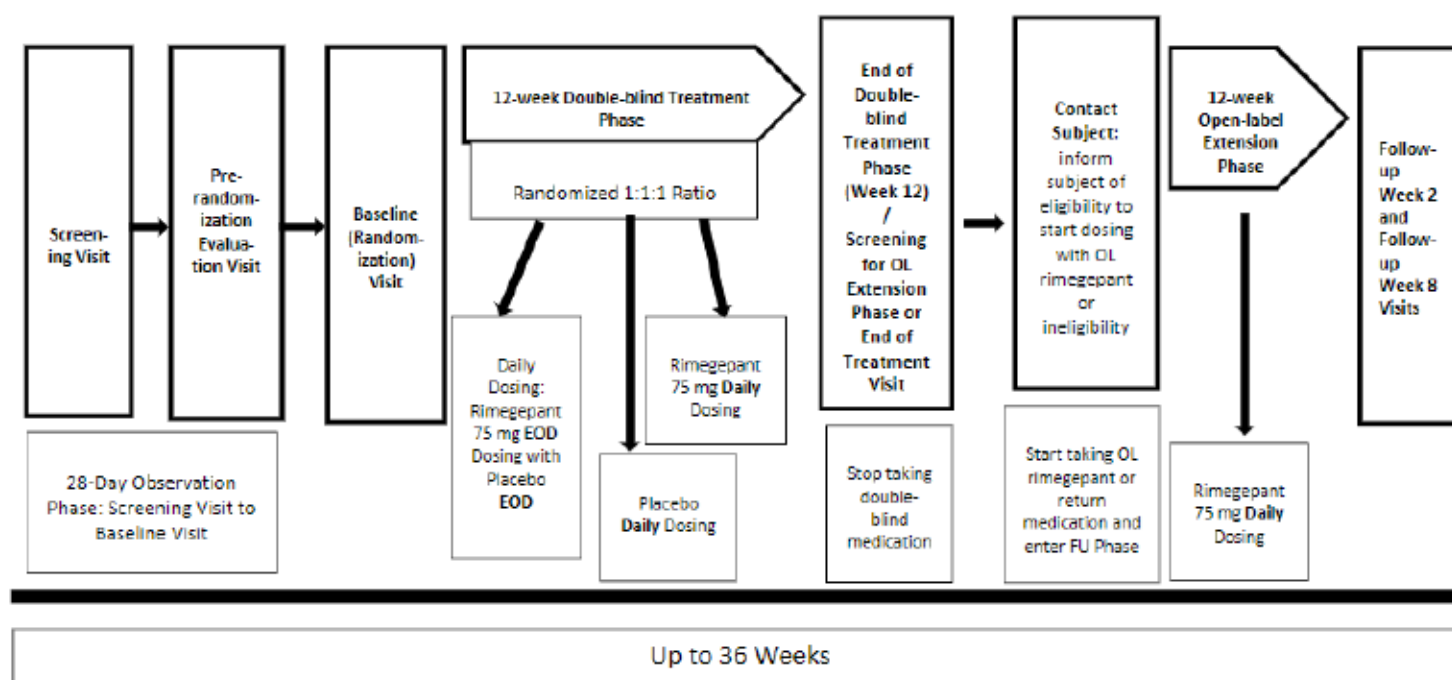 Screen-
ing Visit
Pre-
random-
ization
Evalua-
tion Visit
Baseline
(Random-
ization)
Visit
28-Day Observation
Phase: Screening Visit to
Baseline Visit
12-week Double-blind Treatment
Phase
Randomized 1:1:1 Ratio
Daily
Dosing:
Rimegepant
75 mg EOD
Dosing with
Placebo
EOD
Placebo
Daily Dosing
Rimegepant
75 mg Daily
Dosing
End of
Double-
blind
Treatment
Phase
(Week 12)
/
Screening
for OL
Extension
Phase or
End of
Treatment
Visit
Stop taking
double-
blind
medication
Contact
Subject:
inform
subject of
eligibility to
start dosing
with OL
rimegepant
or
ineligibility
Start taking OL
rimegepant or
return
medication and
enter FU Phase
12-week
Open-label
Extension
Phase
Rimegepant
75 mg Daily
Dosing
Follow-
up
Week 2
and
Follow-
up
Week 8
Visits
Up to 36 Weeks